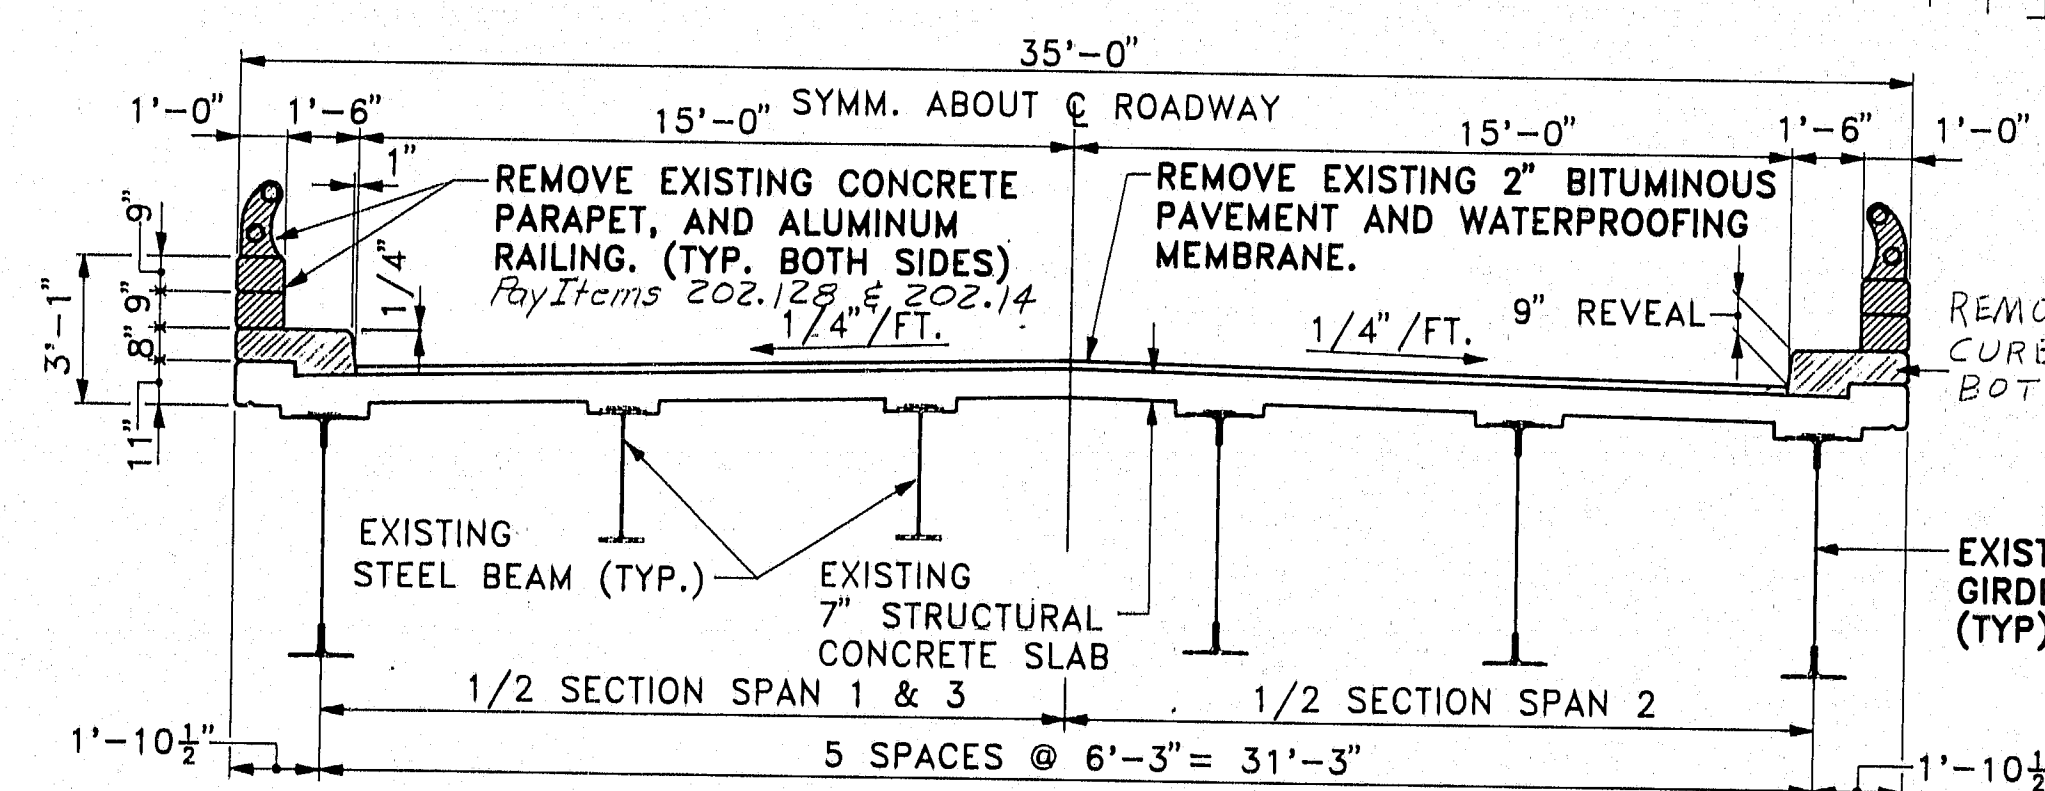 35'-0"
SYMM. ABOUT ℄ ROADWAY
1'-0" 1'-6" 15'-0" 15'-0" 1'-6" 1'-0"
1"
REMOVE EXISTING CONCRETE
PARAPET, AND ALUMINUM
RAILING. (TYP. BOTH SIDES)
Pay Items 202.128 & 202.14
REMOVE EXISTING 2" BITUMINOUS
PAVEMENT AND WATERPROOFING
MEMBRANE.
9"
9"
8"
3'-1"
11"
1/4"
1/4"/FT.
1/4"/FT.
9" REVEAL
REMO
CURB
BOT
EXISTING
STEEL BEAM (TYP.)
EXISTING
7" STRUCTURAL
CONCRETE SLAB
EXIST
GIRDE
(TYP)
1/2 SECTION SPAN 1 & 3
1/2 SECTION SPAN 2
1'-10½"
5 SPACES @ 6'-3"= 31'-3"
1'-10½